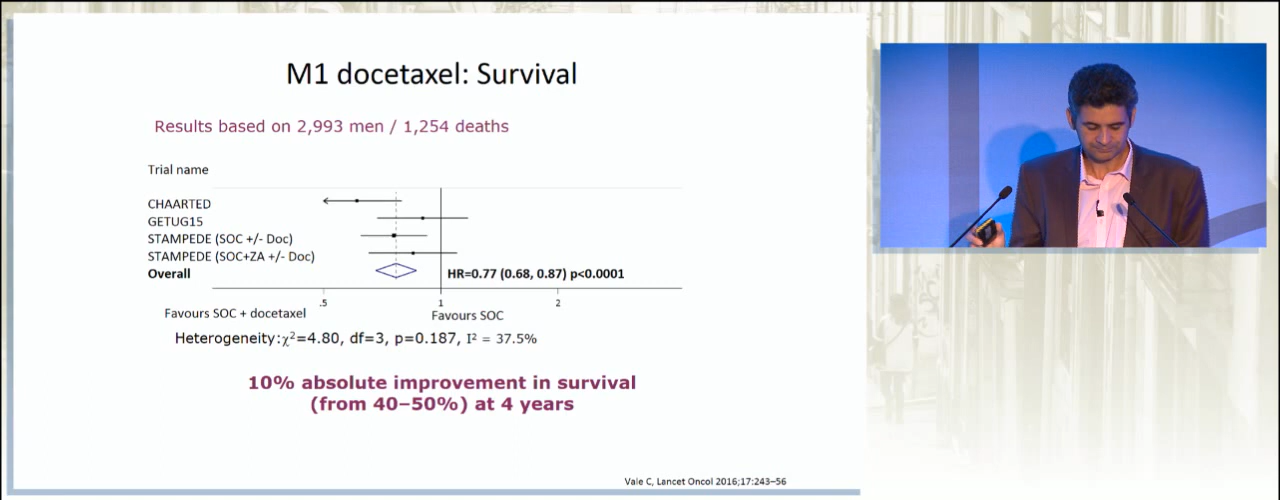 M1 docetaxel: Survival
Results based on 2,993 men / 1,254 deaths
Trial name
CHAARTED
GETUG15
STAMPEDE (SOC +/- Doc)
STAMPEDE (SOC+ZA +/- Doc)
Overall
HR=0.77 (0.68, 0.87) p<0.0001
.5 1 2
Favours SOC + docetaxel Favours SOC
Heterogeneity:χ²=4.80, df=3, p=0.187, I² = 37.5%
10% absolute improvement in survival
(from 40–50%) at 4 years
Vale C, Lancet Oncol 2016;17:243–56